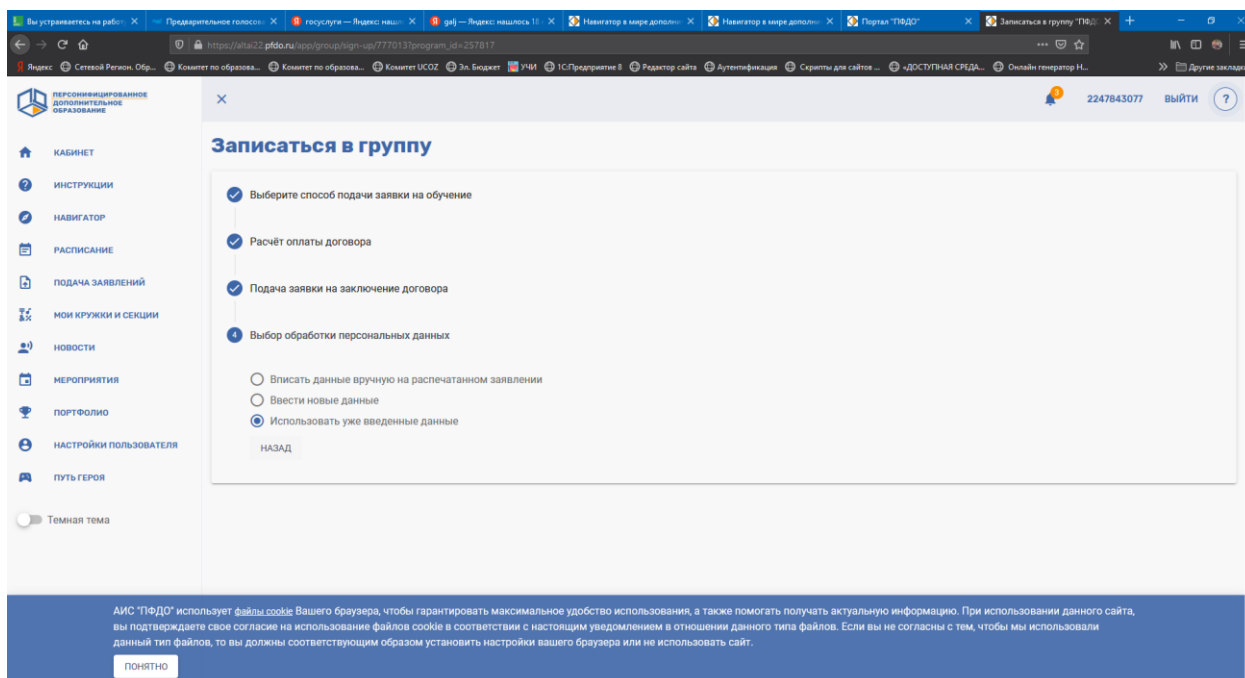 Вы устраиваетесь на работ
Предварительное голосова
госуслуги — Яндекс: нашл
galj — Яндекс: нашлось 18
Навигатор в мире дополни
Навигатор в мире дополни
Портал "ПФДО"
Записаться в группу "ПФД
https://altai22.pfdo.ru/app/group/sign-up/777013?program_id=257817
Яндекс
Сетевой Регион. Обр...
Комитет по образова...
Комитет по образова...
Комитет UCOZ
Эл. Бюджет
УЧИ
1С:Предприятие 8
Редактор сайта
Аутентификация
Скрипты для сайтов ...
«ДОСТУПНАЯ СРЕДА...
Онлайн генератор Н...
Другие закладк
ПЕРСОНИФИЦИРОВАННОЕ
ДОПОЛНИТЕЛЬНОЕ
ОБРАЗОВАНИЕ
3
2247843077
ВЫЙТИ
?
КАБИНЕТ
ИНСТРУКЦИИ
НАВИГАТОР
РАСПИСАНИЕ
ПОДАЧА ЗАЯВЛЕНИЙ
МОИ КРУЖКИ И СЕКЦИИ
НОВОСТИ
МЕРОПРИЯТИЯ
ПОРТФОЛИО
НАСТРОЙКИ ПОЛЬЗОВАТЕЛЯ
ПУТЬ ГЕРОЯ
Темная тема
Записаться в группу
Выберите способ подачи заявки на обучение
Расчёт оплаты договора
Подача заявки на заключение договора
4 Выбор обработки персональных данных
Вписать данные вручную на распечатанном заявлении
Ввести новые данные
Использовать уже введенные данные
НАЗАД
АИС "ПФДО" использует файлы cookie Вашего браузера, чтобы гарантировать максимальное удобство использования, а также помогать получать актуальную информацию. При использовании данного сайта,
вы подтверждаете свое согласие на использование файлов cookie в соответствии с настоящим уведомлением в отношении данного типа файлов. Если вы не согласны с тем, чтобы мы использовали
данный тип файлов, то вы должны соответствующим образом установить настройки вашего браузера или не использовать сайт.
ПОНЯТНО